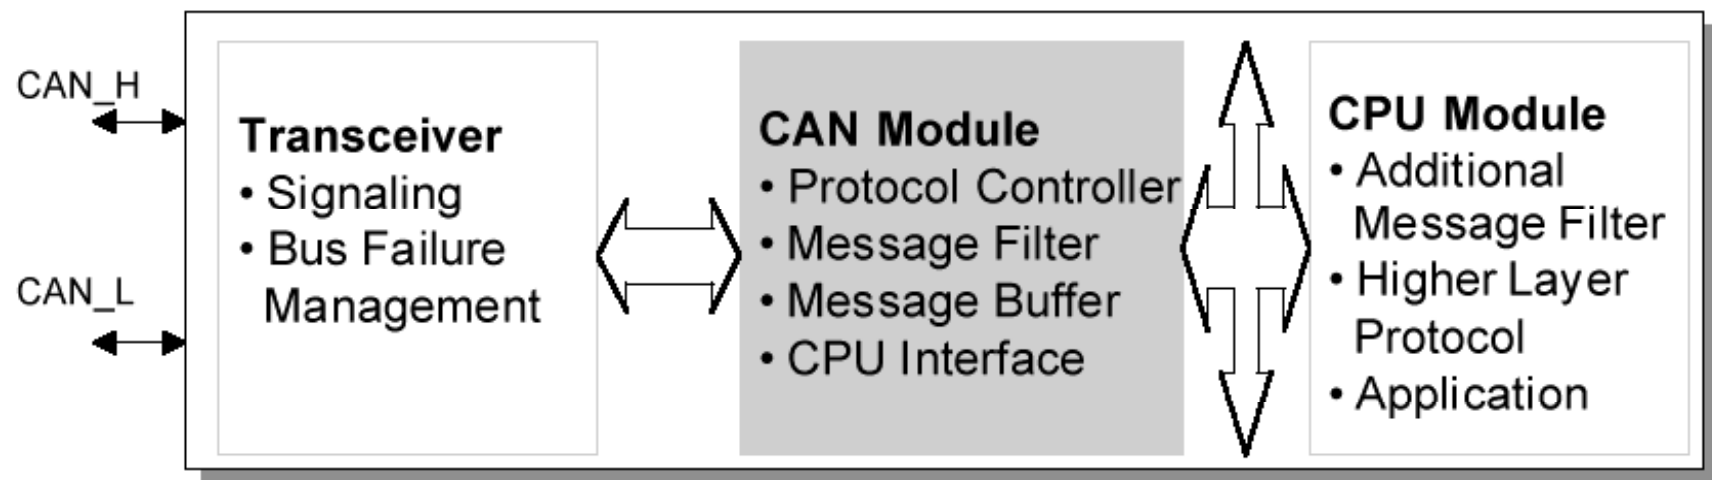 CAN_H
CAN_L
Transceiver
• Signaling
• Bus Failure
Management
CAN Module
• Protocol Controller
• Message Filter
• Message Buffer
• CPU Interface
CPU Module
• Additional
Message Filter
• Higher Layer
Protocol
• Application